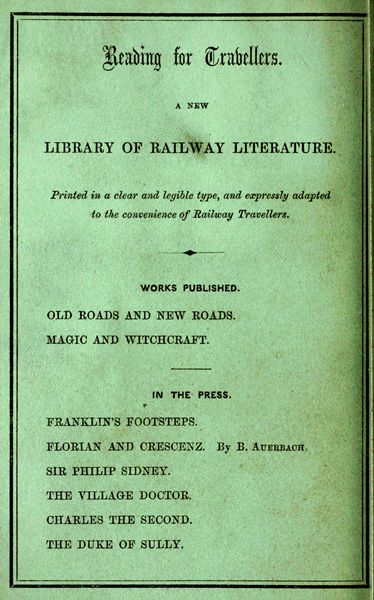 Reading for Travellers.
A NEW
LIBRARY OF RAILWAY LITERATURE.
Printed in a clear and legible type, and expressly adapted
to the convenience of Railway Travellers.
WORKS PUBLISHED.
OLD ROADS AND NEW ROADS.
MAGIC AND WITCHCRAFT.
IN THE PRESS.
FRANKLIN'S FOOTSTEPS.
FLORIAN AND CRESCENZ. By B. AUERBACH.
SIR PHILIP SIDNEY.
THE VILLAGE DOCTOR.
CHARLES THE SECOND.
THE DUKE OF SULLY.